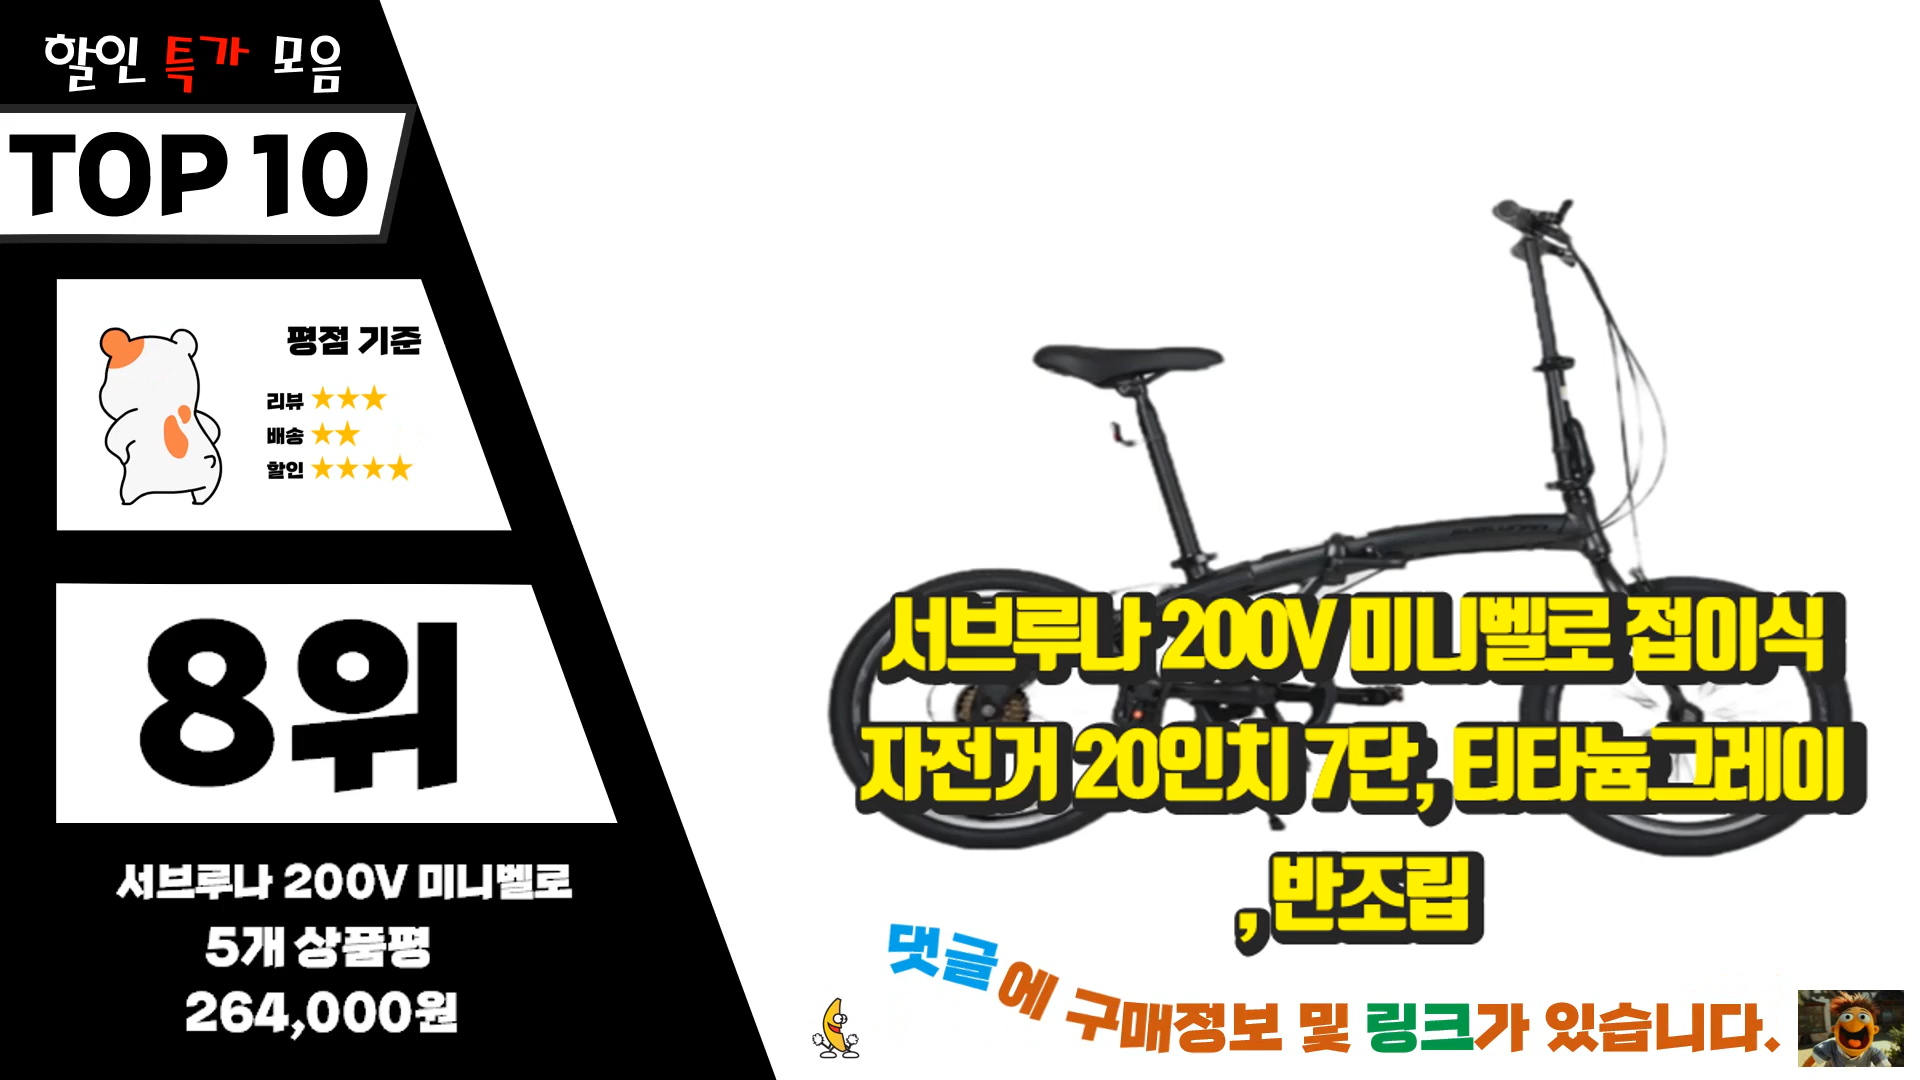 할인 특가 모음
TOP 10
평점 기준
리뷰 ★★★
배송 ★★
할인 ★★★★
8위
서브루나 200V 미니벨로
5개 상품평
264,000원
서브루나 200V 미니벨로 접이식
자전거 20인치 7단, 티타늄그레이
, 반조립
댓글에 구매정보 및 링크가 있습니다.